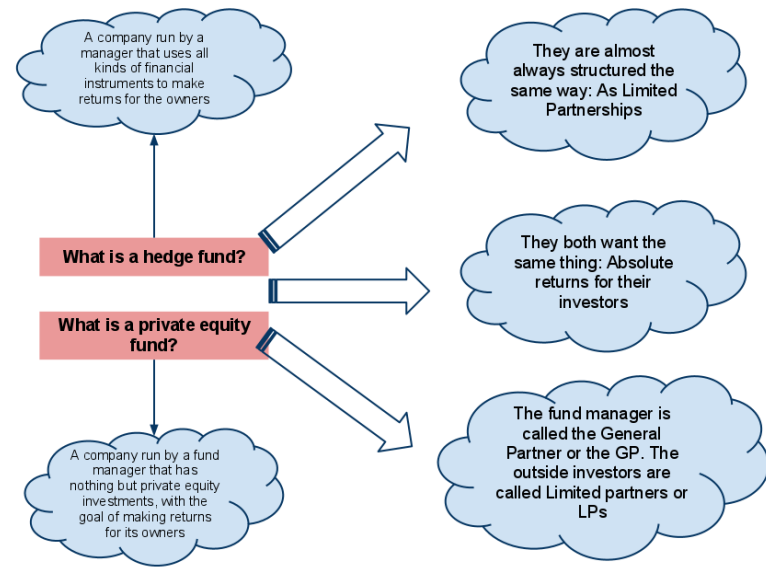 A company run by a
manager that uses all
kinds of financial
instruments to make
returns for the owners
They are almost
always structured the
same way: As Limited
Partnerships
What is a hedge fund?
They both want the
same thing: Absolute
returns for their
investors
What is a private equity
fund?
The fund manager is
called the General
Partner or the GP. The
outside investors are
called Limited partners or
LPs
A company run by a fund
manager that has
nothing but private equity
investments, with the
goal of making returns
for its owners